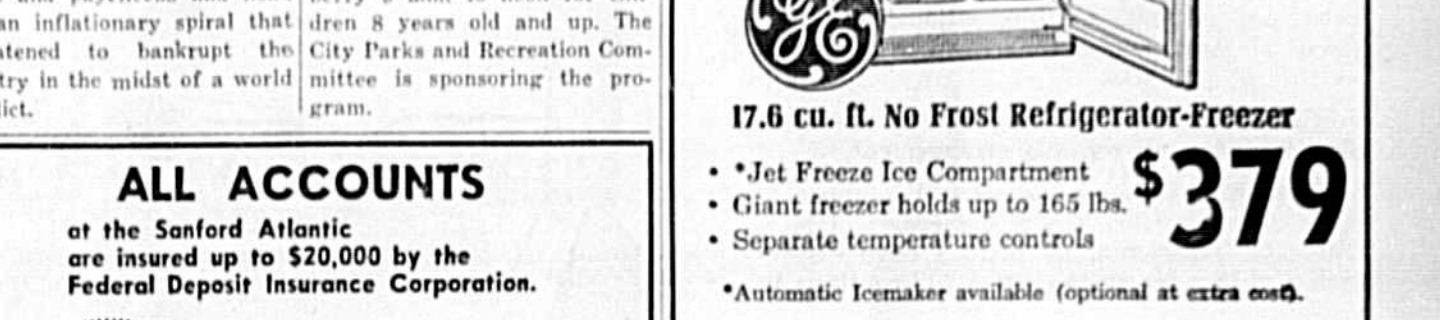 an inflationary spiral that
to bankrupt the
try in the midst of a world
dren 8 years old and up. The
City Parks and Recreation Com-
mittee is sponsoring the pro-
gram.
ALL ACCOUNTS
at the Sanford Atlantic
are insured up to $20,000 by the
Federal Deposit Insurance Corporation.
GE
17.6 cu. ft. No Frost Refrigerator-Freezer
• *Jet Freeze Ice Compartment
• Giant freezer holds up to 165 lbs.
• Separate temperature controls
$379
*Automatic Icemaker available (optional at extra cost).